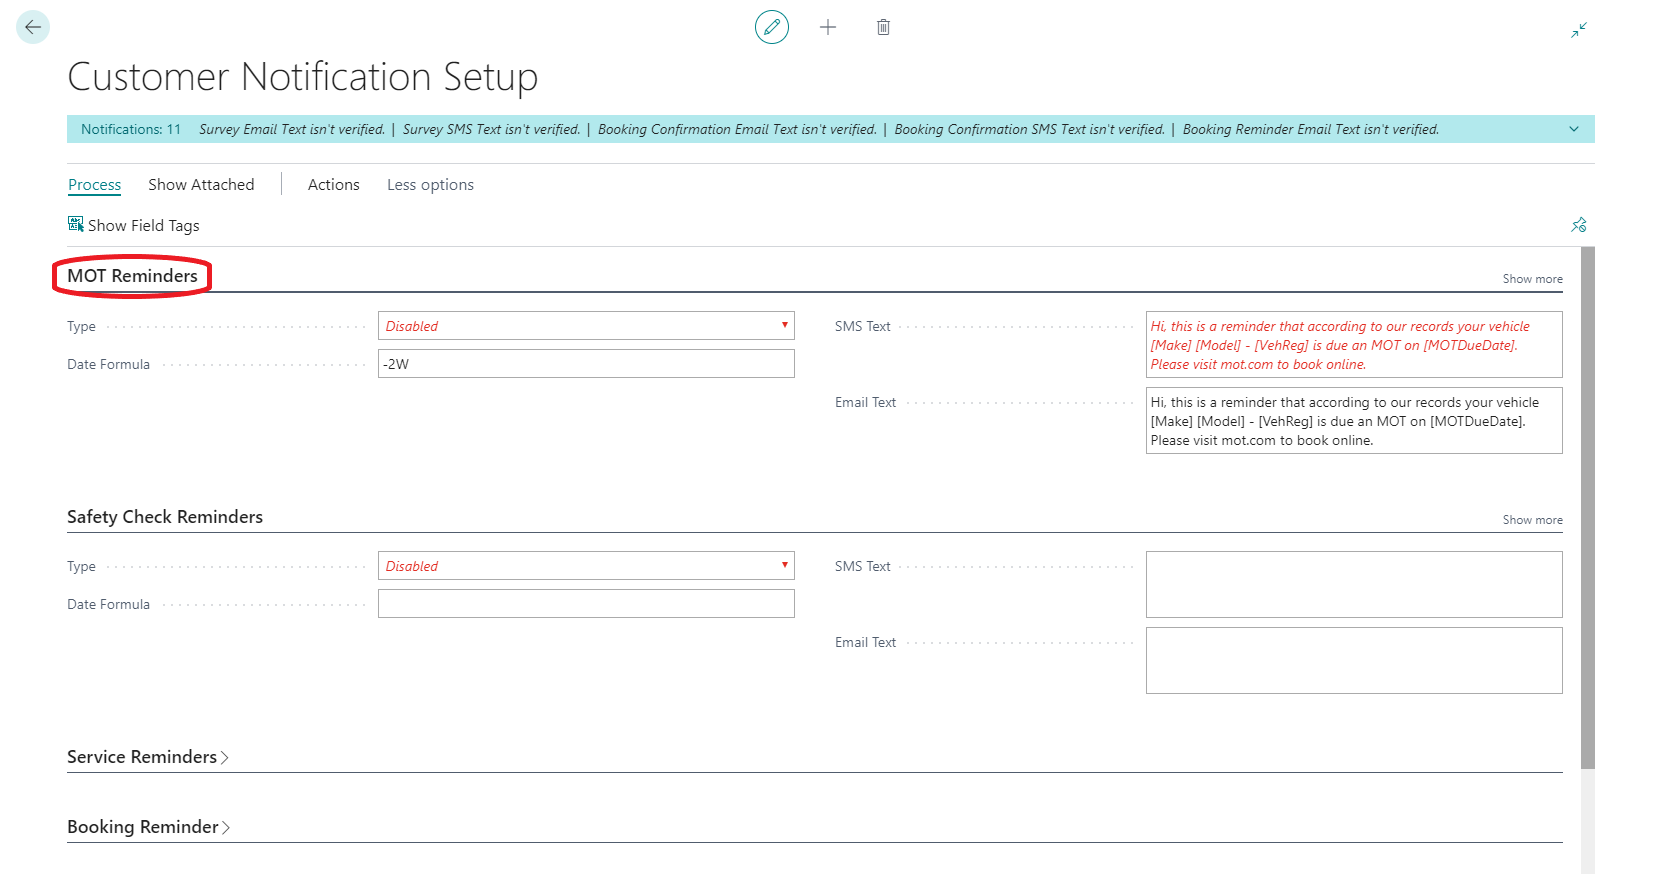 Customer Notification Setup
Notifications: 11 Survey Email Text isn't verified. | Survey SMS Text isn't verified. | Booking Confirmation Email Text isn't verified. | Booking Confirmation SMS Text isn't verified. | Booking Reminder Email Text isn't verified.
Process Show Attached Actions Less options
Show Field Tags
MOT Reminders Show more
Type Disabled
Date Formula -2W
SMS Text
Hi, this is a reminder that according to our records your vehicle
[Make] [Model] - [VehReg] is due an MOT on [MOTDueDate].
Please visit mot.com to book online.
Email Text
Hi, this is a reminder that according to our records your vehicle
[Make] [Model] - [VehReg] is due an MOT on [MOTDueDate].
Please visit mot.com to book online.
Safety Check Reminders Show more
Type Disabled
Date Formula
SMS Text
Email Text
Service Reminders
Booking Reminder